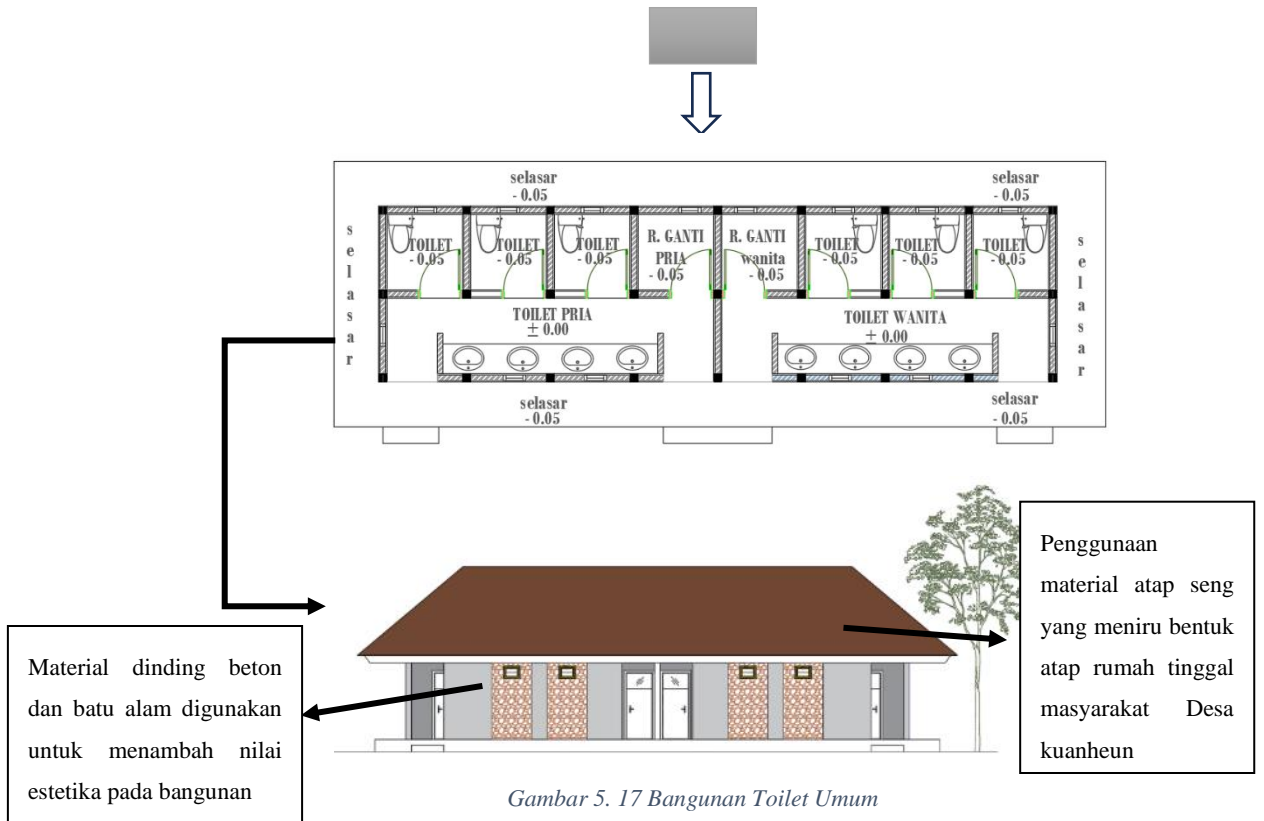 selasar
- 0.05
selasar
- 0.05
selasar
TOILET
- 0.05
TOILET
- 0.05
TOILET
- 0.05
R. GANTI
PRIA
- 0.05
R. GANTI
wanita
- 0.05
TOILET
- 0.05
TOILET
- 0.05
TOILET
- 0.05
selasar
TOILET PRIA
± 0.00
TOILET WANITA
± 0.00
selasar
- 0.05
selasar
- 0.05
Penggunaan
material atap seng
yang meniru bentuk
atap rumah tinggal
masyarakat Desa
kuanheun
Material dinding beton
dan batu alam digunakan
untuk menambah nilai
estetika pada bangunan
Gambar 5. 17 Bangunan Toilet Umum